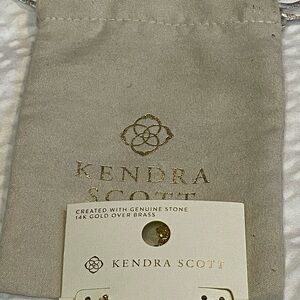 KENDRA
SCOTT
CREATED WITH GENUINE STONE
14K GOLD OVER BRASS
KENDRA SCOTT